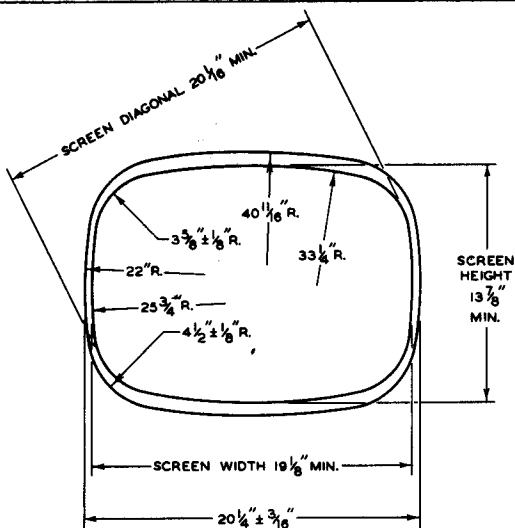 SCREEN DIAGONAL 20 1/16" MIN.
40 11/16" R.
3 5/8" ± 1/8" R.
33 1/4" R.
22" R.
25 3/4" R.
4 1/2" ± 1/8" R.
SCREEN
HEIGHT
13 7/8"
MIN.
SCREEN WIDTH 19 1/8" MIN.
20 1/4" ± 3/16"